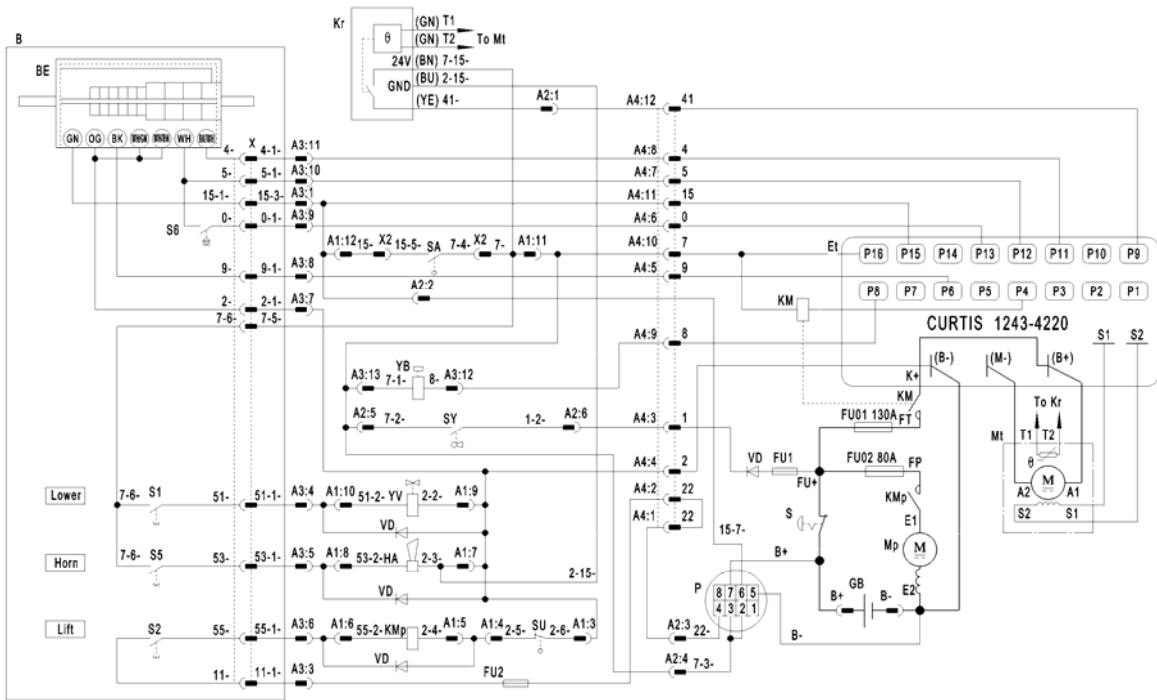 Kr
(GN) T1
(GN) T2
To Mt
θ
24V (BN) 7-15-
GND (BU) 2-15-
(YE) 41-
A2:1
A4:12 41
B
BE
GN OG BK WH
4- X 4-1- A3:11
A4:8 4
5- 5-1- A3:10
A4:7 5
15-1- 15-3- A3:1
A4:11 15
S6 0- 0-1- A3:9
A4:6 0
A1:12 15- X2 15-5- SA 7-4- X2 7- A1:11
A4:10 7
Et
P16 P15 P14 P13 P12 P11 P10 P9
9- 9-1- A3:8
A4:5 9
A2:2
P8 P7 P6 P5 P4 P3 P2 P1
2- 2-1- A3:7
7-6- 7-5-
KM
CURTIS 1243-4220
S1 S2
A4:9 8
YB
A3:13 7-1- 8- A3:12
K+ (B-) (M-) (B+)
KM
A2:5 7-2- SY 1-2- A2:6
A4:3 1
FU01 130A FT
To Kr
T1 T2
Mt
θ
VD FU1
FU02 80A FP
FU+
A4:4 2
M
A2 A1
S2 S1
KMp
E1
Mp
M
E2
A4:2 22
A4:1 22
S
15-7-
B+
Lower
7-6- S1 51- 51-1- A3:4 A1:10 51-2- YV 2-2- A1:9
VD
Horn
7-6- S5 53- 53-1- A3:5 A1:8 53-2- HA 2-3- A1:7
2-15-
VD
P
8 7 6 5
4 3 2 1
GB
B+ B-
Lift
S2 55- 55-1- A3:6 A1:6 55-2- KMp 2-4- A1:5 A1:4 2-5- SU 2-6- A1:3
A2:3 22-
B-
VD
A2:4 7-3-
11- 11-1- A3:3
FU2